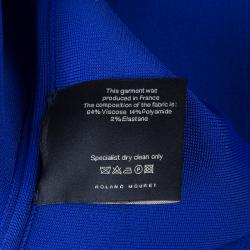 This garment was
produced in France
The composition of the fabric is:
84% Viscose 14% Polyamide
2% Elastane
Specialist dry clean only
ROLAND MOURET